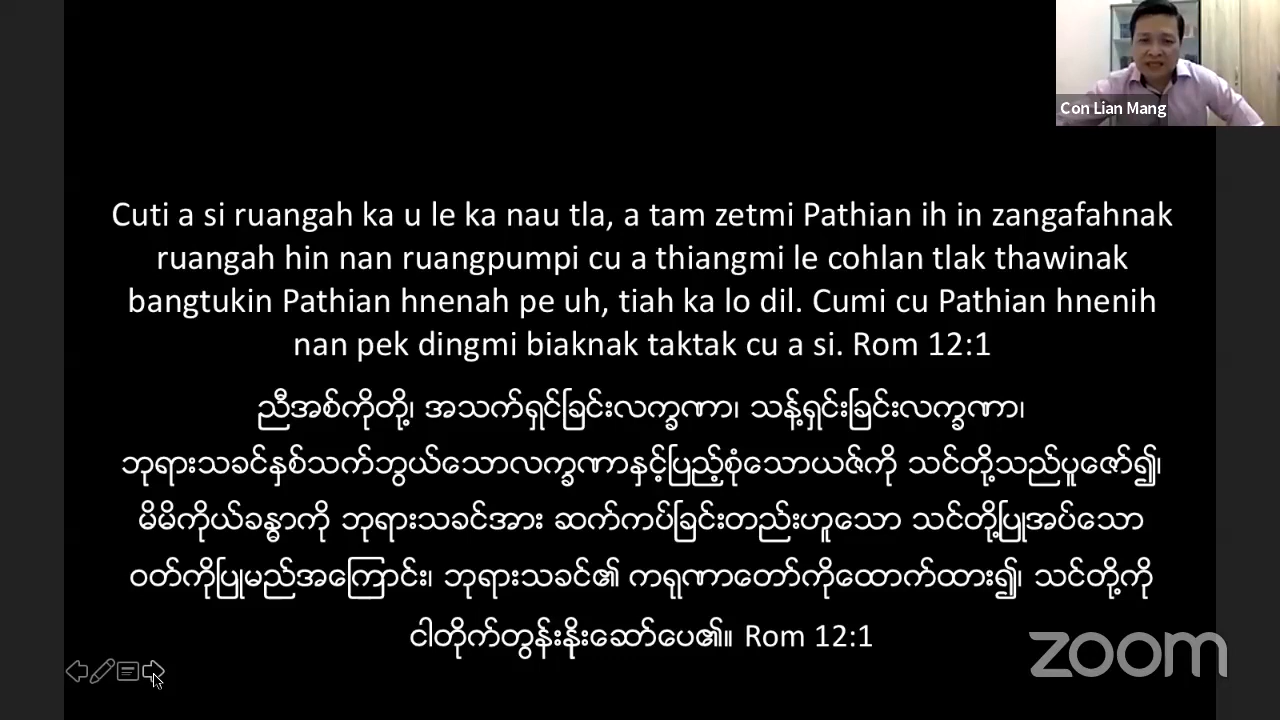 Con Lian Mang
Cuti a si ruangah ka u le ka nau tla, a tam zetmi Pathian ih in zangafahnak
ruangah hin nan ruangpumpi cu a thiangmi le cohlan tlak thawinak
bangtukin Pathian hnenah pe uh, tiah ka lo dil. Cumi cu Pathian hnenih
nan pek dingmi biaknak taktak cu a si. Rom 12:1
ညီအစ်ကိုတို့၊ အသက်ရှင်ခြင်းလက္ခဏာ၊ သန့်ရှင်းခြင်းလက္ခဏာ၊
ဘုရားသခင်နှစ်သက်ဘွယ်သောလက္ခဏာနှင့်ပြည့်စုံသောယဇ်ကို သင်တို့သည်ပူဇော်၍၊
မိမိကိုယ်ခန္ဓာကို ဘုရားသခင်အား ဆက်ကပ်ခြင်းတည်းဟူသော သင်တို့ပြုအပ်သော
ဝတ်ကိုပြုမည်အကြောင်း၊ ဘုရားသခင်၏ ကရုဏာတော်ကိုထောက်ထား၍၊ သင်တို့ကို
ငါတိုက်တွန်းနိုးဆော်ပေ၏။ Rom 12:1
zoom